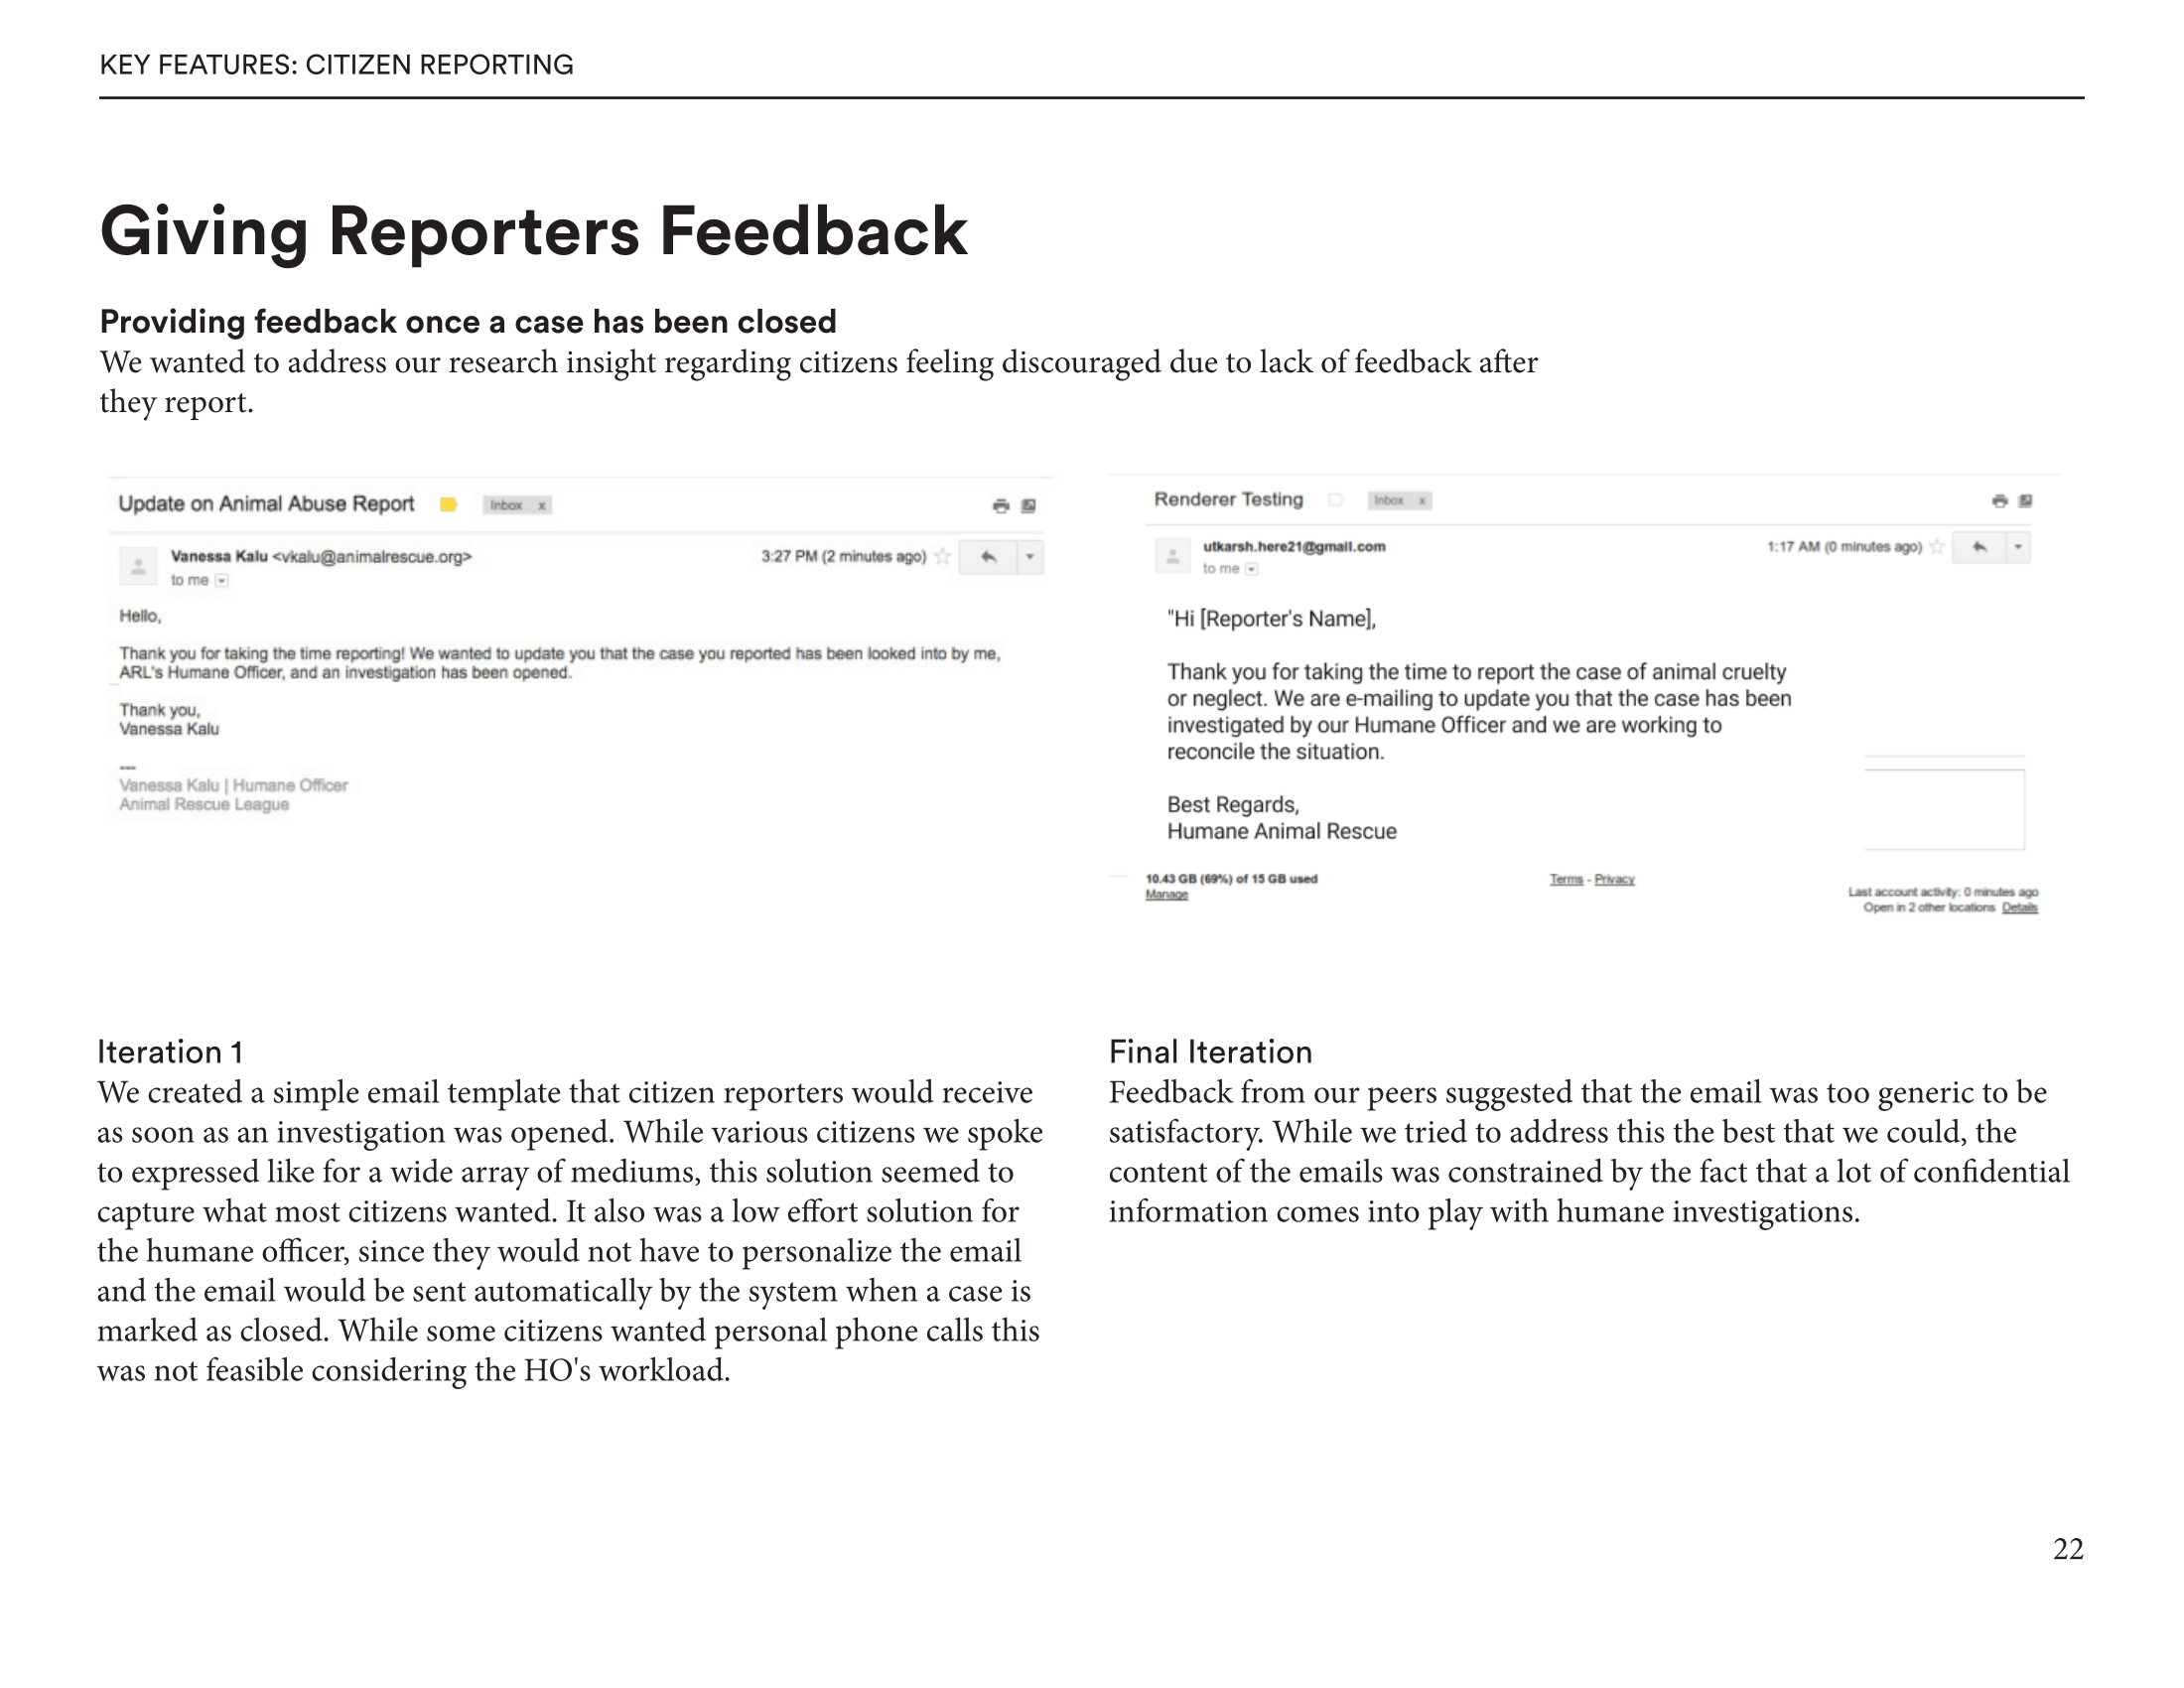 KEY FEATURES: CITIZEN REPORTING
Giving Reporters Feedback
Providing feedback once a case has been closed
We wanted to address our research insight regarding citizens feeling discouraged due to lack of feedback after
they report.
Update on Animal Abuse Report Inbox x
Vanessa Kalu <vkalu@animalrescue.org> 3:27 PM (2 minutes ago)
to me
Hello,
Thank you for taking the time reporting! We wanted to update you that the case you reported has been looked into by me,
ARL's Humane Officer, and an investigation has been opened.
Thank you,
Vanessa Kalu
---
Vanessa Kalu | Humane Officer
Animal Rescue League
Renderer Testing Inbox x
utkarsh.here21@gmail.com 1:17 AM (0 minutes ago)
to me
"Hi [Reporter's Name],
Thank you for taking the time to report the case of animal cruelty
or neglect. We are e-mailing to update you that the case has been
investigated by our Humane Officer and we are working to
reconcile the situation.
Best Regards,
Humane Animal Rescue
10.43 GB (69%) of 15 GB used
Manage
Terms - Privacy
Last account activity: 0 minutes ago
Open in 2 other locations Details
Iteration 1
We created a simple email template that citizen reporters would receive
as soon as an investigation was opened. While various citizens we spoke
to expressed like for a wide array of mediums, this solution seemed to
capture what most citizens wanted. It also was a low effort solution for
the humane officer, since they would not have to personalize the email
and the email would be sent automatically by the system when a case is
marked as closed. While some citizens wanted personal phone calls this
was not feasible considering the HO's workload.
Final Iteration
Feedback from our peers suggested that the email was too generic to be
satisfactory. While we tried to address this the best that we could, the
content of the emails was constrained by the fact that a lot of confidential
information comes into play with humane investigations.
22